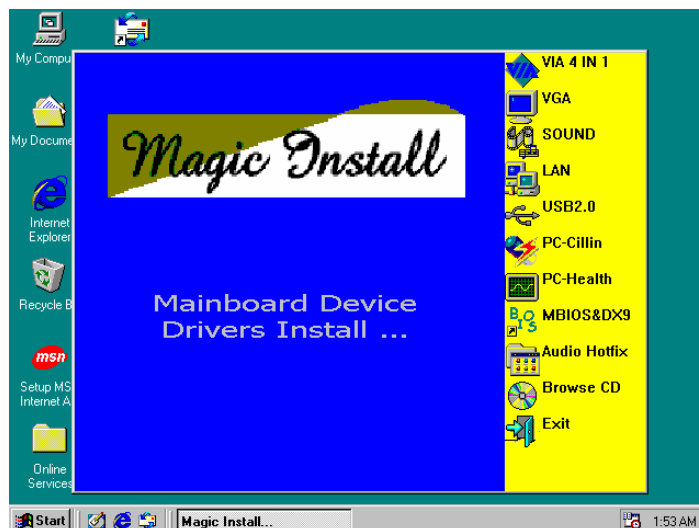 My Compu
My Docume
Internet
Explorer
Recycle B
msn
Setup MS
Internet A
Online
Services
Magic Install
Mainboard Device
Drivers Install ...
VIA 4 IN 1
VGA
SOUND
LAN
USB2.0
PC-Cillin
PC-Health
BIOS
MBIOS&DX9
Audio Hotfix
Browse CD
Exit
Start
Magic Install...
1:53 AM